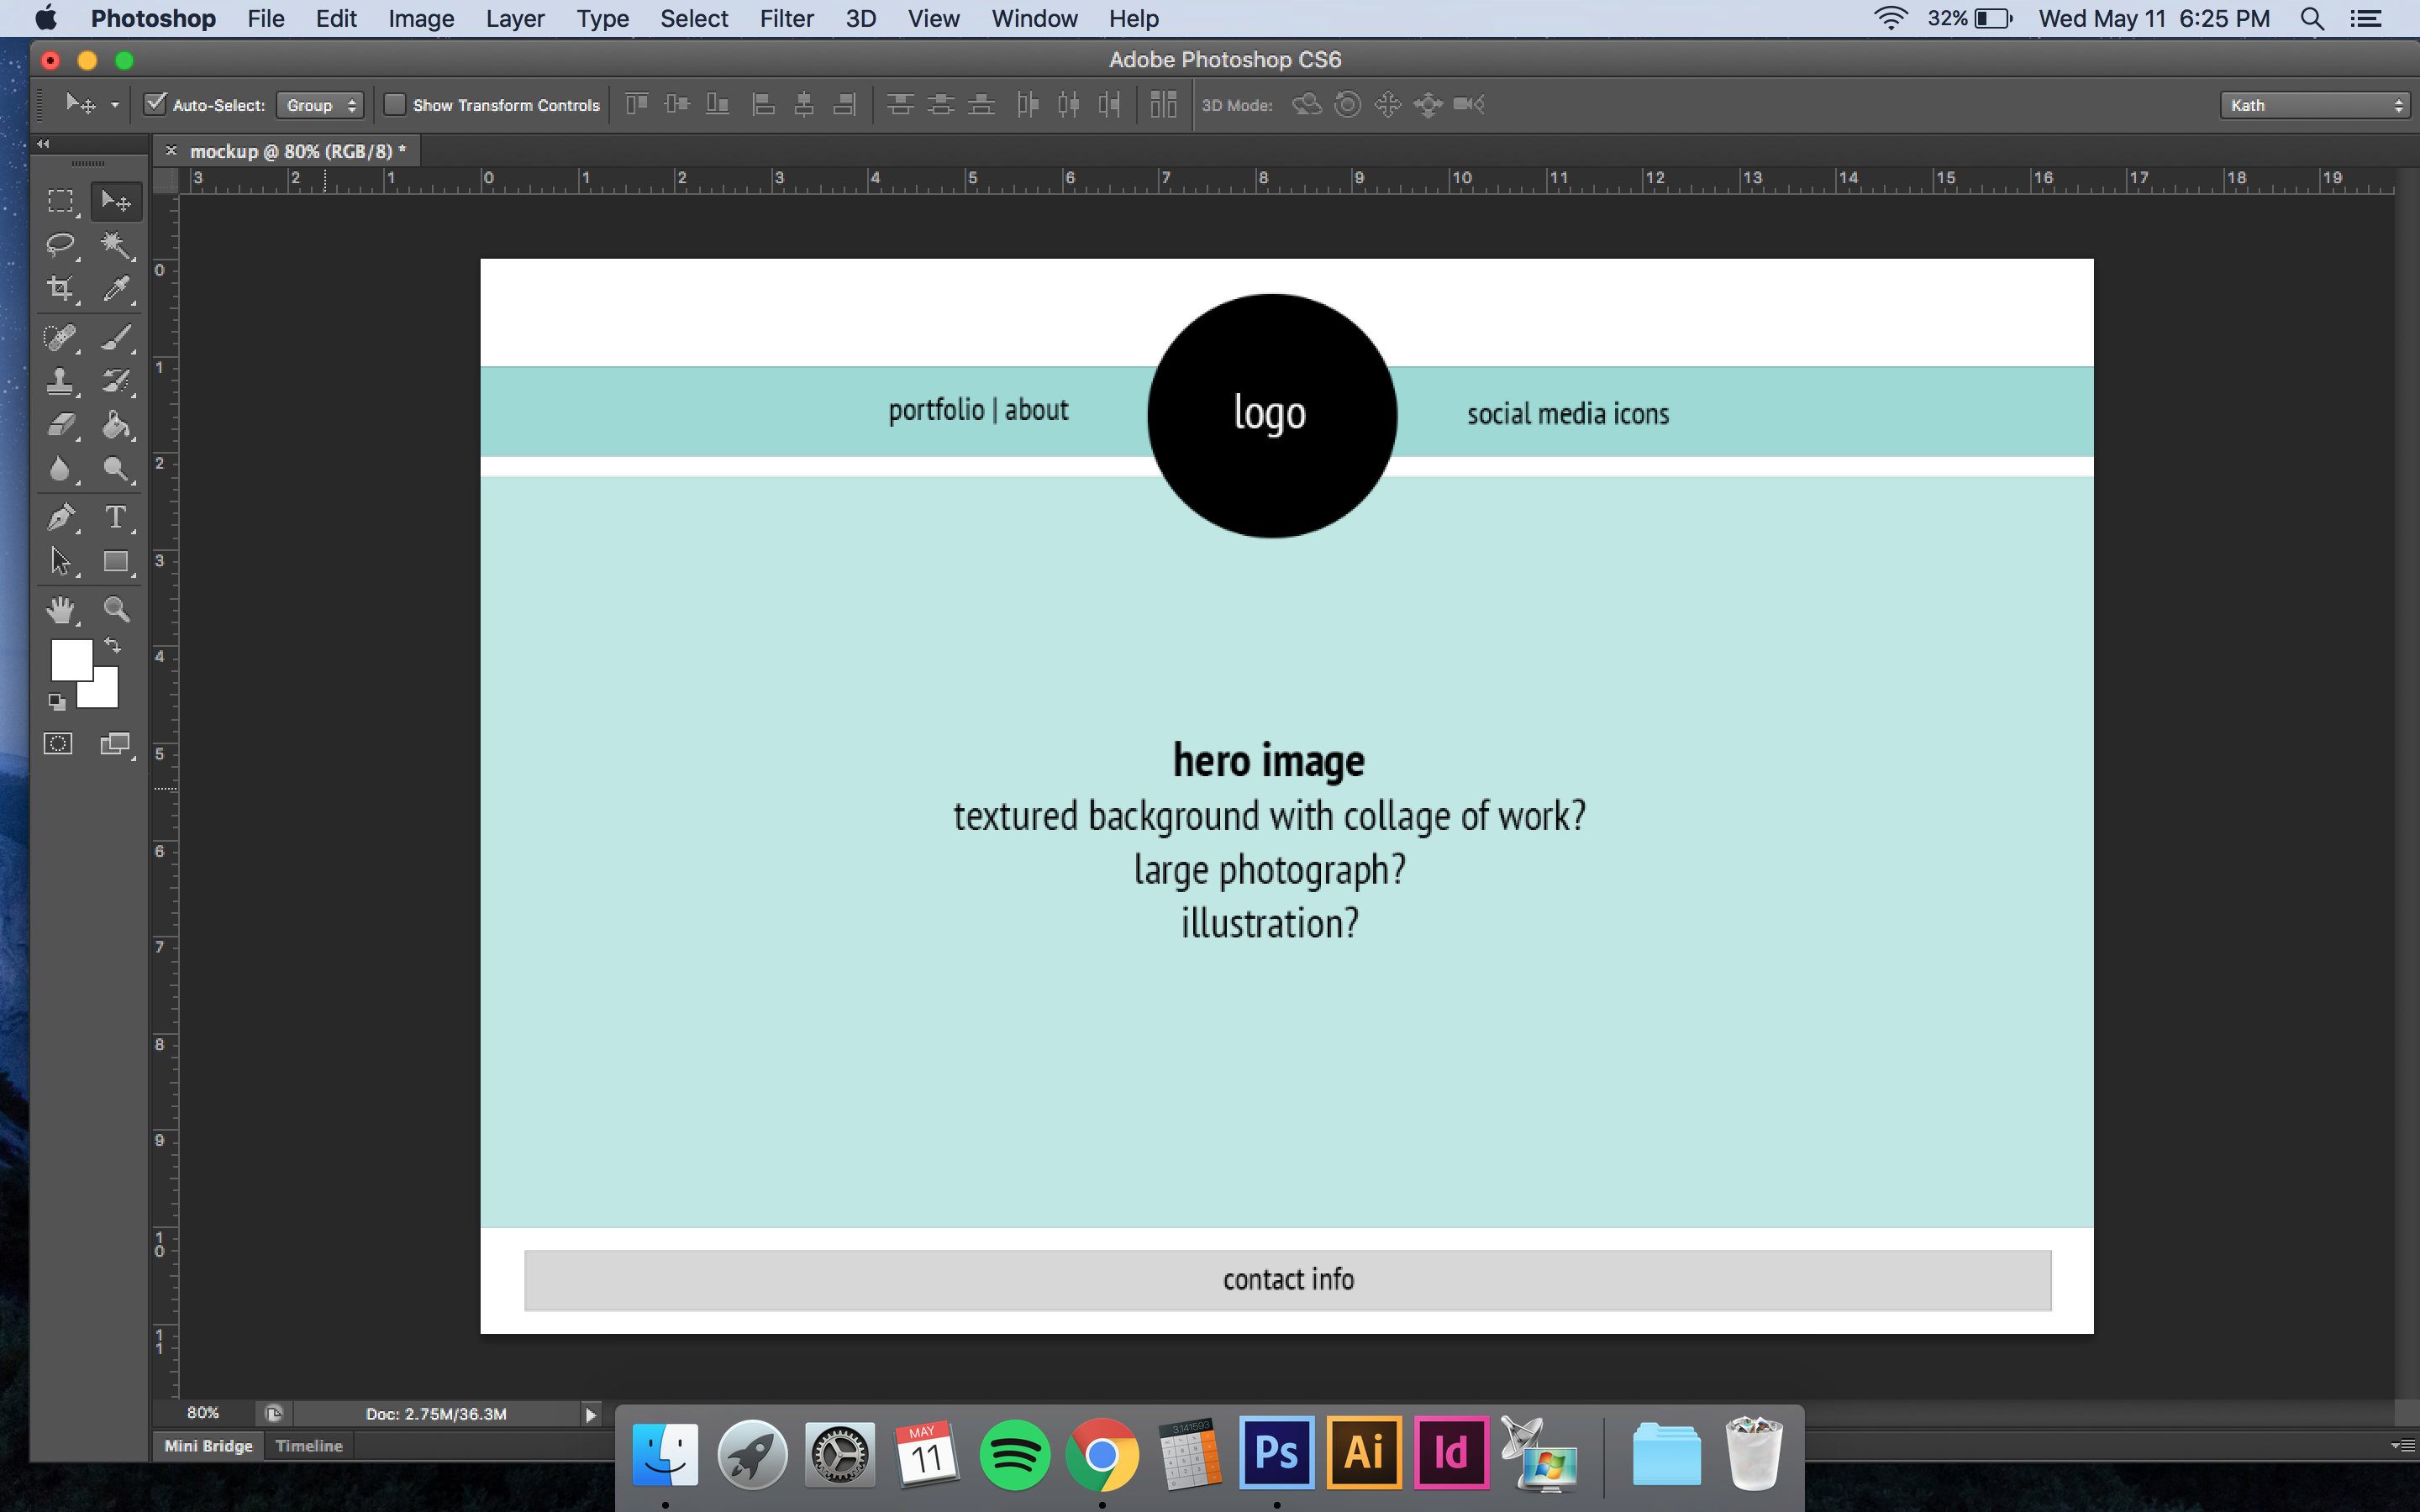 Photoshop File Edit Image Layer Type Select Filter 3D View Window Help 32% Wed May 11 6:25 PM
Adobe Photoshop CS6
Auto-Select: Group Show Transform Controls 3D Mode: Kath
× mockup @ 80% (RGB/8) *
3 2 1 0 1 2 3 4 5 6 7 8 9 10 11 12 13 14 15 16 17 18 19
0
1
portfolio | about logo social media icons
2
3
4
5
hero image
textured background with collage of work?
6
large photograph?
illustration?
7
8
9
10
contact info
11
80% Doc: 2.75M/36.3M
Mini Bridge Timeline
MAY
11
3.141593
Ps Ai Id